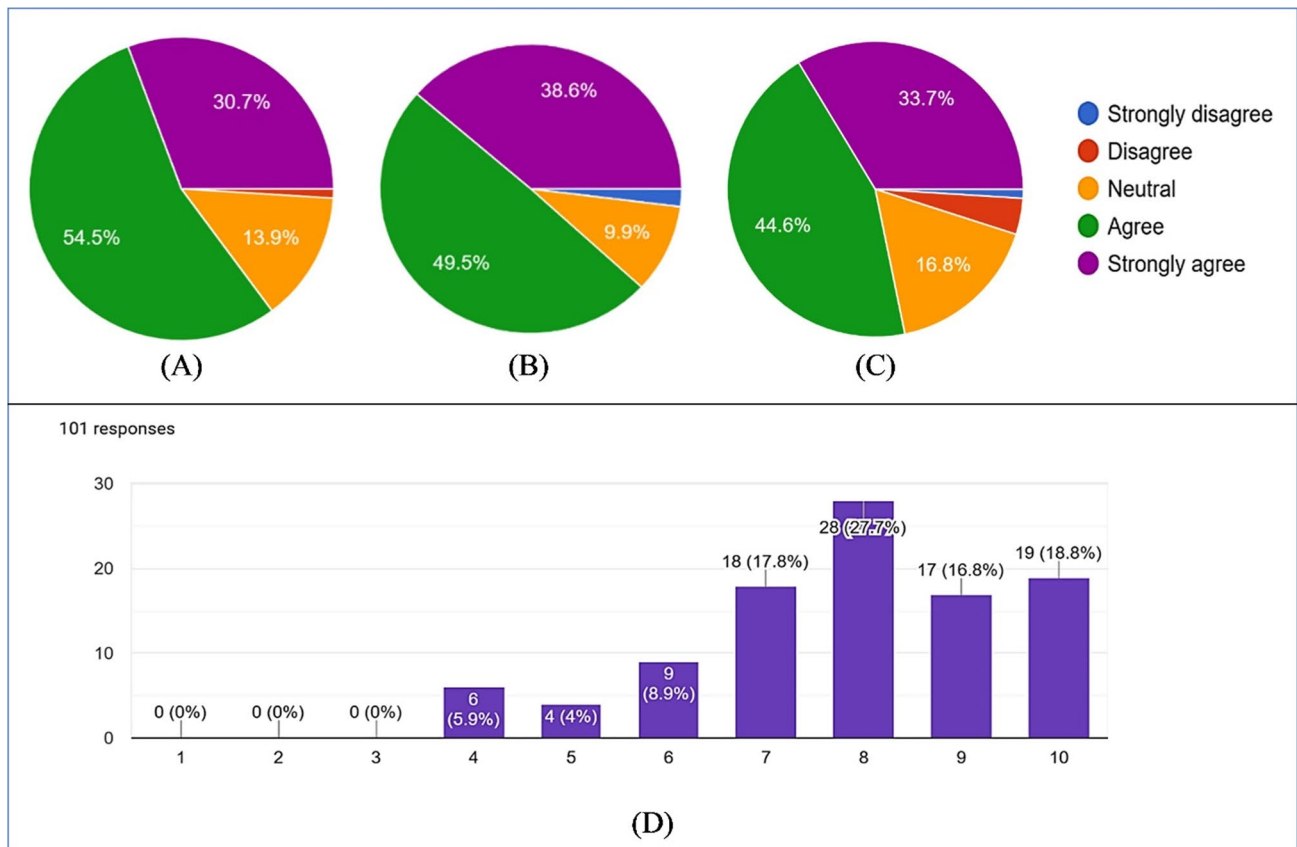 30.7%
54.5%
13.9%
(A)
38.6%
9.9%
49.5%
(B)
33.7%
44.6%
16.8%
(C)
Strongly disagree
Disagree
Neutral
Agree
Strongly agree
101 responses
30
20
10
0
0 (0%)
0 (0%)
0 (0%)
6
(5.9%)
4 (4%)
9
(8.9%)
18 (17.8%)
28 (27.7%)
17 (16.8%)
19 (18.8%)
1 2 3 4 5 6 7 8 9 10
(D)